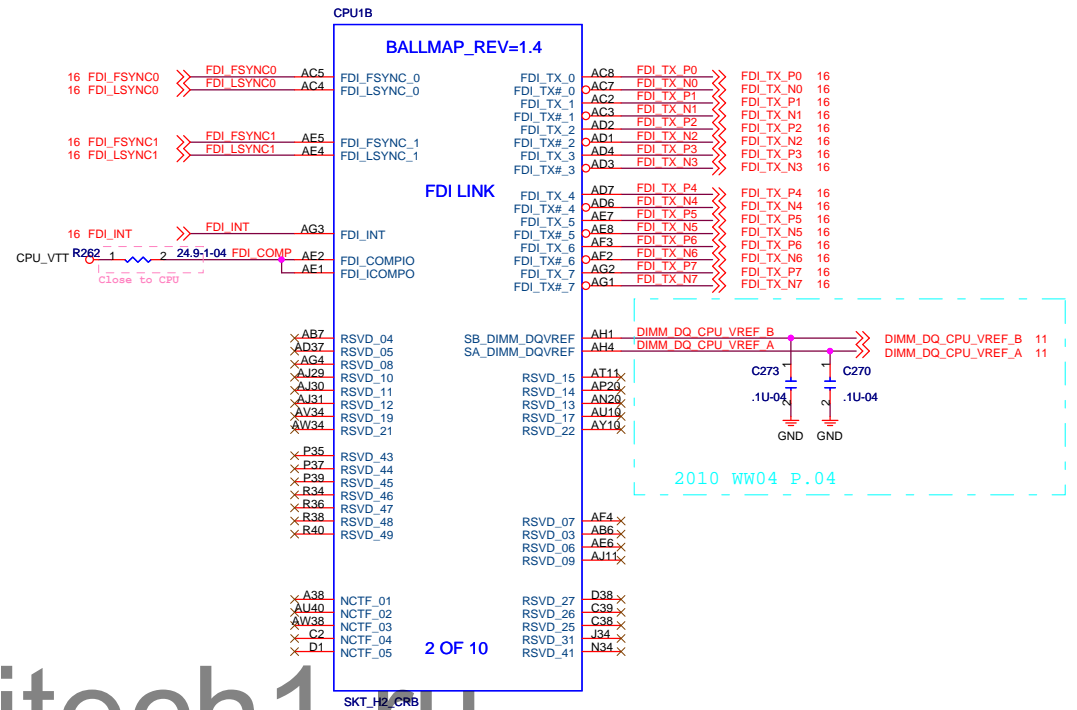 CPU1B
BALLMAP_REV=1.4
16 FDI_FSYNC0 FDI_FSYNC0 AC5 FDI_FSYNC_0
16 FDI_LSYNC0 FDI_LSYNC0 AC4 FDI_LSYNC_0
16 FDI_FSYNC1 FDI_FSYNC1 AE5 FDI_FSYNC_1
16 FDI_LSYNC1 FDI_LSYNC1 AE4 FDI_LSYNC_1
FDI LINK
16 FDI_INT FDI_INT AG3 FDI_INT
CPU_VTT R262 1 2 24.9-1-04 FDI_COMP AE2 FDI_COMPIO
AE1 FDI_ICOMPO
Close to CPU
FDI_TX_0 AC8 FDI_TX_P0 FDI_TX_P0 16
FDI_TX#_0 AC7 FDI_TX_N0 FDI_TX_N0 16
FDI_TX_1 AC2 FDI_TX_P1 FDI_TX_P1 16
FDI_TX#_1 AC3 FDI_TX_N1 FDI_TX_N1 16
FDI_TX_2 AD2 FDI_TX_P2 FDI_TX_P2 16
FDI_TX#_2 AD1 FDI_TX_N2 FDI_TX_N2 16
FDI_TX_3 AD4 FDI_TX_P3 FDI_TX_P3 16
FDI_TX#_3 AD3 FDI_TX_N3 FDI_TX_N3 16
FDI_TX_4 AD7 FDI_TX_P4 FDI_TX_P4 16
FDI_TX#_4 AD6 FDI_TX_N4 FDI_TX_N4 16
FDI_TX_5 AE7 FDI_TX_P5 FDI_TX_P5 16
FDI_TX#_5 AE8 FDI_TX_N5 FDI_TX_N5 16
FDI_TX_6 AF3 FDI_TX_P6 FDI_TX_P6 16
FDI_TX#_6 AF2 FDI_TX_N6 FDI_TX_N6 16
FDI_TX_7 AG2 FDI_TX_P7 FDI_TX_P7 16
FDI_TX#_7 AG1 FDI_TX_N7 FDI_TX_N7 16
AB7 RSVD_04
AD37 RSVD_05
AG4 RSVD_08
AJ29 RSVD_10
AJ30 RSVD_11
AJ31 RSVD_12
AV34 RSVD_19
AW34 RSVD_21
P35 RSVD_43
P37 RSVD_44
P39 RSVD_45
R34 RSVD_46
R36 RSVD_47
R38 RSVD_48
R40 RSVD_49
A38 NCTF_01
AU40 NCTF_02
AW38 NCTF_03
C2 NCTF_04
D1 NCTF_05
SB_DIMM_DQVREF AH1 DIMM_DQ_CPU_VREF_B DIMM_DQ_CPU_VREF_B 11
SA_DIMM_DQVREF AH4 DIMM_DQ_CPU_VREF_A DIMM_DQ_CPU_VREF_A 11
C273 1 2 .1U-04 GND
C270 1 2 .1U-04 GND
2010 WW04 P.04
RSVD_15 AT11
RSVD_14 AP20
RSVD_13 AN20
RSVD_17 AU10
RSVD_22 AY10
RSVD_07 AF4
RSVD_03 AB6
RSVD_06 AE6
RSVD_09 AJ11
RSVD_27 D38
RSVD_26 C39
RSVD_25 C38
RSVD_31 J34
RSVD_41 N34
2 OF 10
SKT_H2_CRB